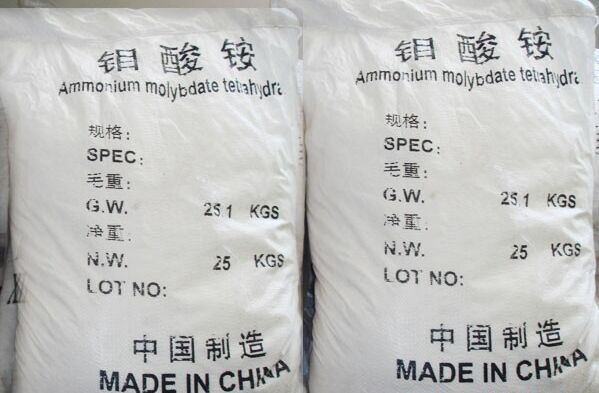 钼酸铵
Ammonium molybdate tetrahydra
规格:
SPEC:
毛重:
G.W. 25.1 KGS
净重:
N.W. 25 KGS
LOT NO:
中国制造
MADE IN CHINA
钼酸铵
Ammonium molybdate tetrahydra
规格:
SPEC:
毛重:
G.W. 25.1 KGS
净重:
N.W. 25 KGS
LOT NO:
中国制造
MADE IN CHINA